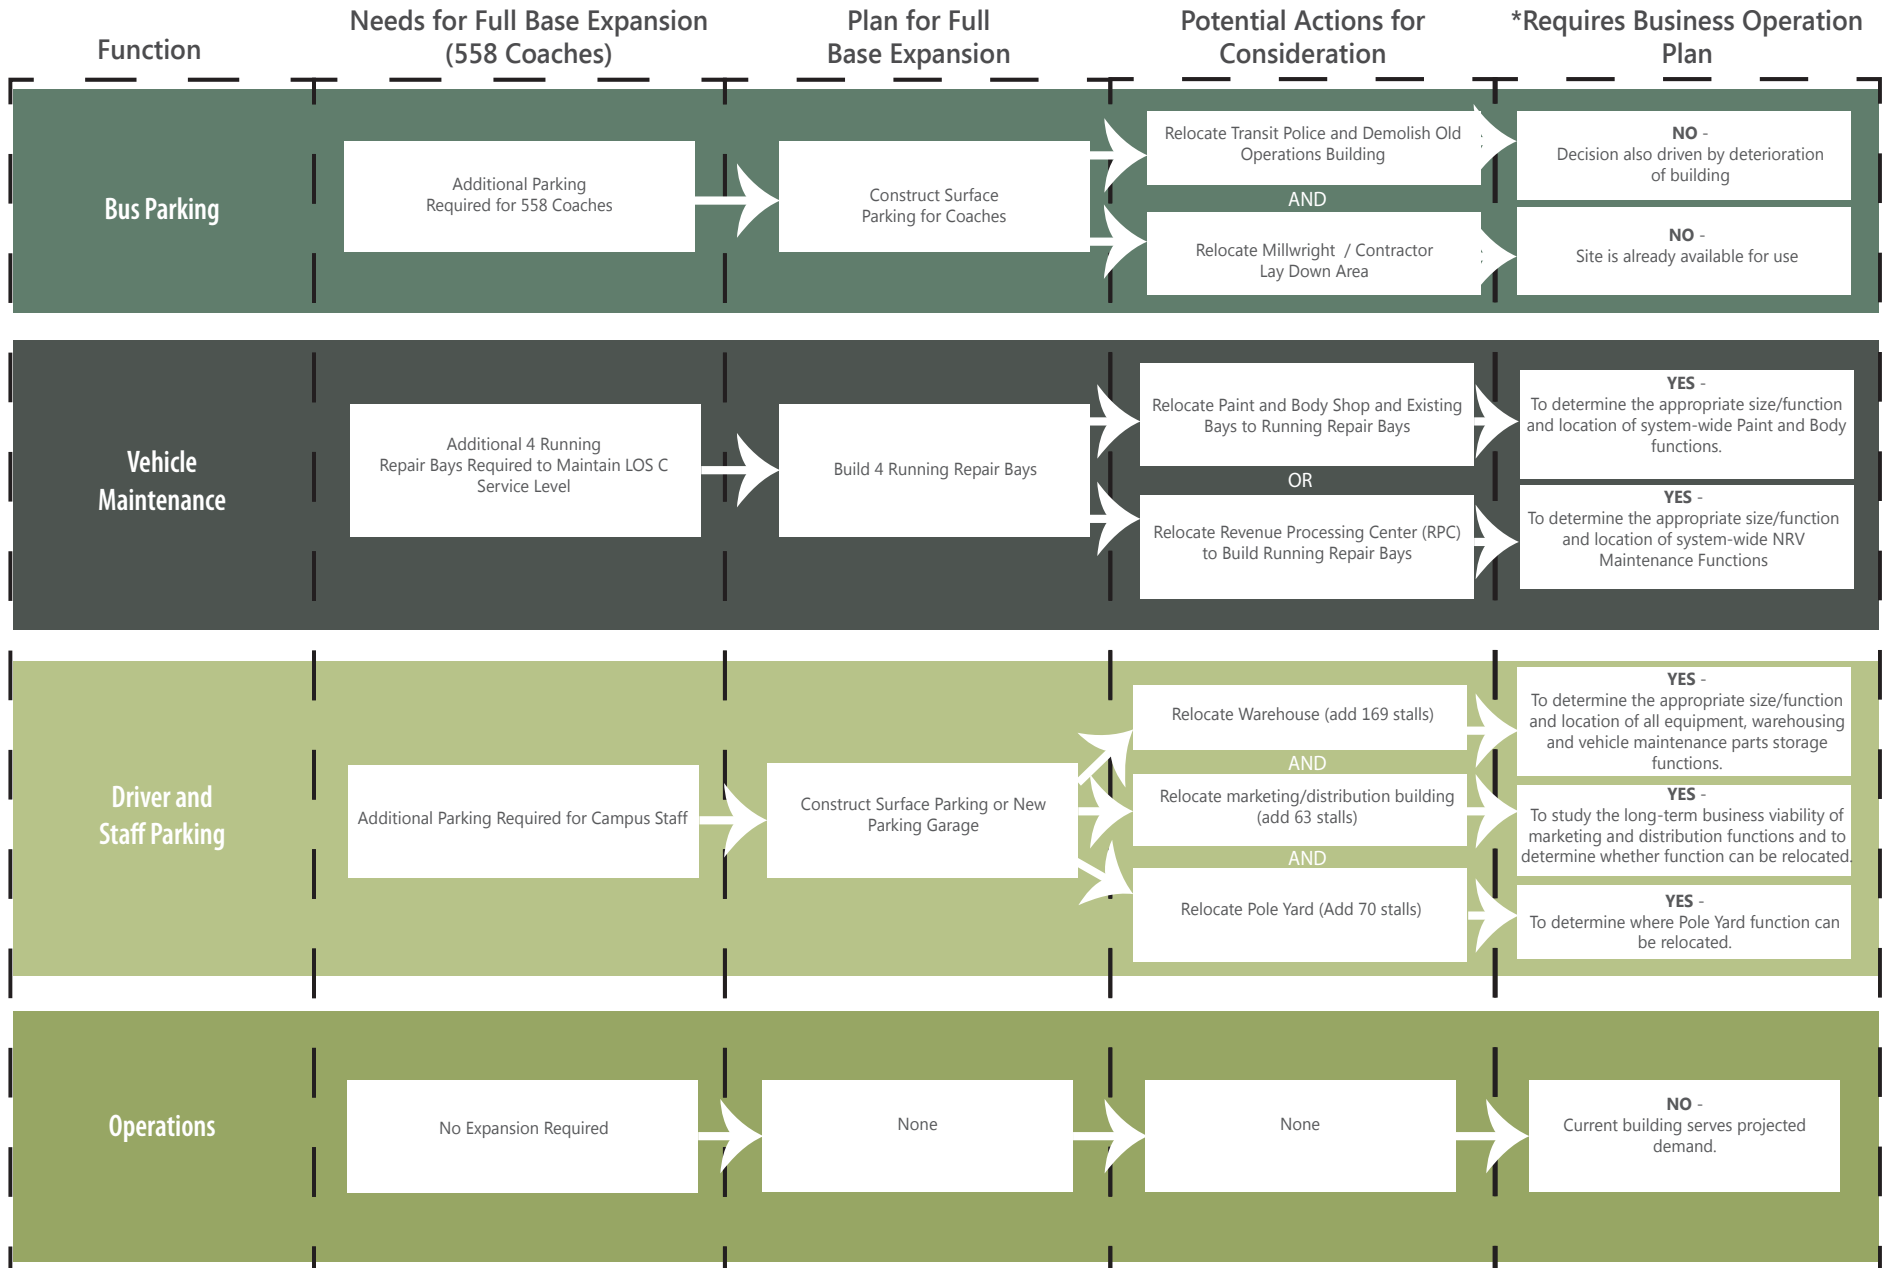 Function
Needs for Full Base Expansion
(558 Coaches)
Plan for Full
Base Expansion
Potential Actions for
Consideration
*Requires Business Operation
Plan
Bus Parking
Additional Parking
Required for 558 Coaches
Construct Surface
Parking for Coaches
Relocate Transit Police and Demolish Old
Operations Building
AND
Relocate Millwright / Contractor
Lay Down Area
NO -
Decision also driven by deterioration
of building
NO -
Site is already available for use
Vehicle
Maintenance
Additional 4 Running
Repair Bays Required to Maintain LOS C
Service Level
Build 4 Running Repair Bays
Relocate Paint and Body Shop and Existing
Bays to Running Repair Bays
OR
Relocate Revenue Processing Center (RPC)
to Build Running Repair Bays
YES -
To determine the appropriate size/function
and location of system-wide Paint and Body
functions.
YES -
To determine the appropriate size/function
and location of system-wide NRV
Maintenance Functions
Driver and
Staff Parking
Additional Parking Required for Campus Staff
Construct Surface Parking or New
Parking Garage
Relocate Warehouse (add 169 stalls)
AND
Relocate marketing/distribution building
(add 63 stalls)
AND
Relocate Pole Yard (Add 70 stalls)
YES -
To determine the appropriate size/function
and location of all equipment, warehousing
and vehicle maintenance parts storage
functions.
YES -
To study the long-term business viability of
marketing and distribution functions and to
determine whether function can be relocated.
YES -
To determine where Pole Yard function can
be relocated.
Operations
No Expansion Required
None
None
NO -
Current building serves projected
demand.